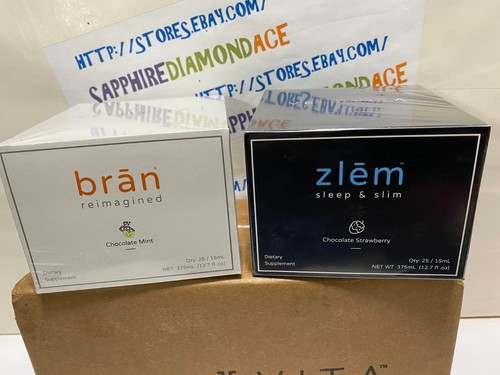 HTTP://STORES.EBAY.COM/
SAPPHIREDIAMONDACE
HTTP://STORES.EBAY.COM/
SAPPHIRE
brān
reimagined
Chocolate Mint
Dietary
Supplement
Qty: 25 / 15mL
NET 375mL (12.7 fl .oz)
zlēm
sleep & slim
Chocolate Strawberry
Dietary
Supplement
Qty: 25 / 15mL
NET WT 375mL (12.7 fl .oz)